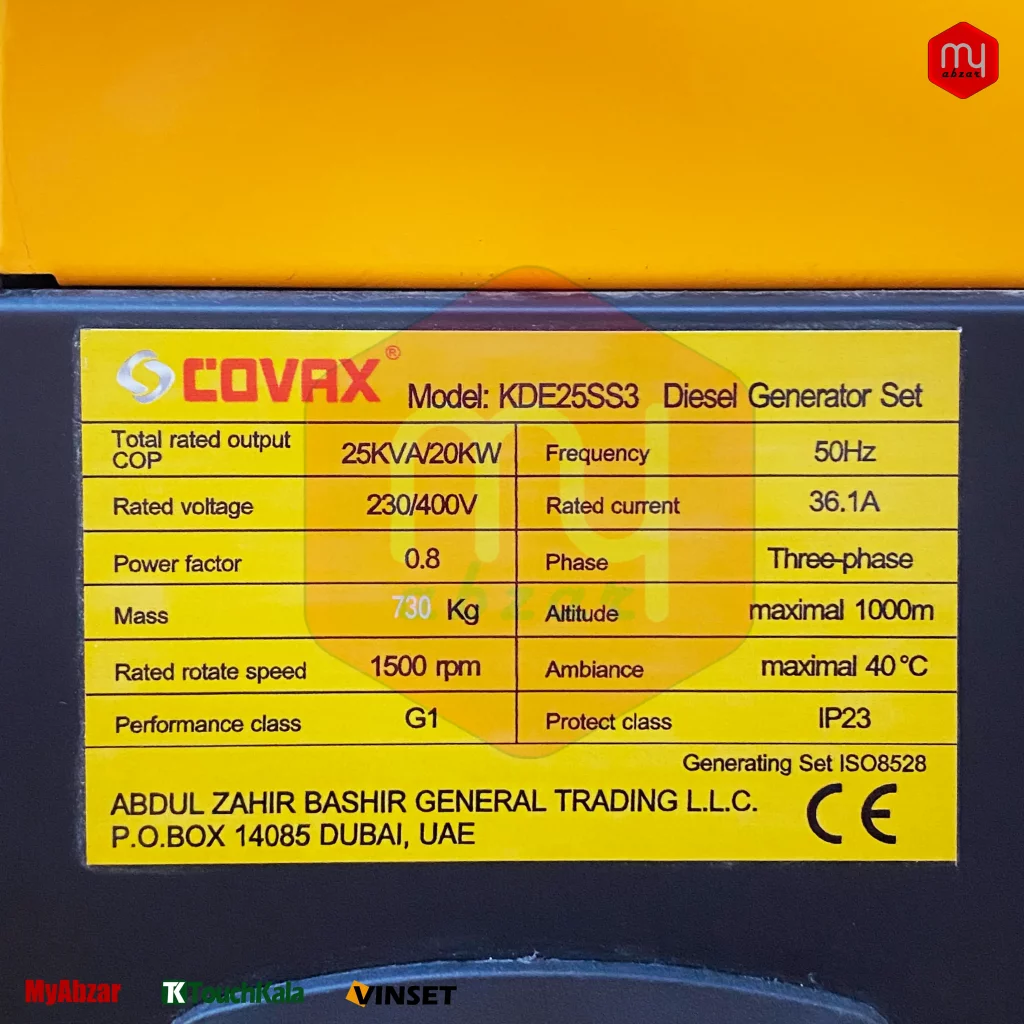 my
abzar
COVAX®
Model: KDE25SS3 Diesel Generator Set
Total rated output COP 25KVA/20KW Frequency 50Hz
Rated voltage 230/400V Rated current 36.1A
Power factor 0.8 Phase Three-phase
Mass 730 Kg Altitude maximal 1000m
Rated rotate speed 1500 rpm Ambiance maximal 40°C
Performance class G1 Protect class IP23
Generating Set ISO8528
ABDUL ZAHIR BASHIR GENERAL TRADING L.L.C.
P.O.BOX 14085 DUBAI, UAE
CE
my
abzar
MyAbzar TK TouchKala VINSET